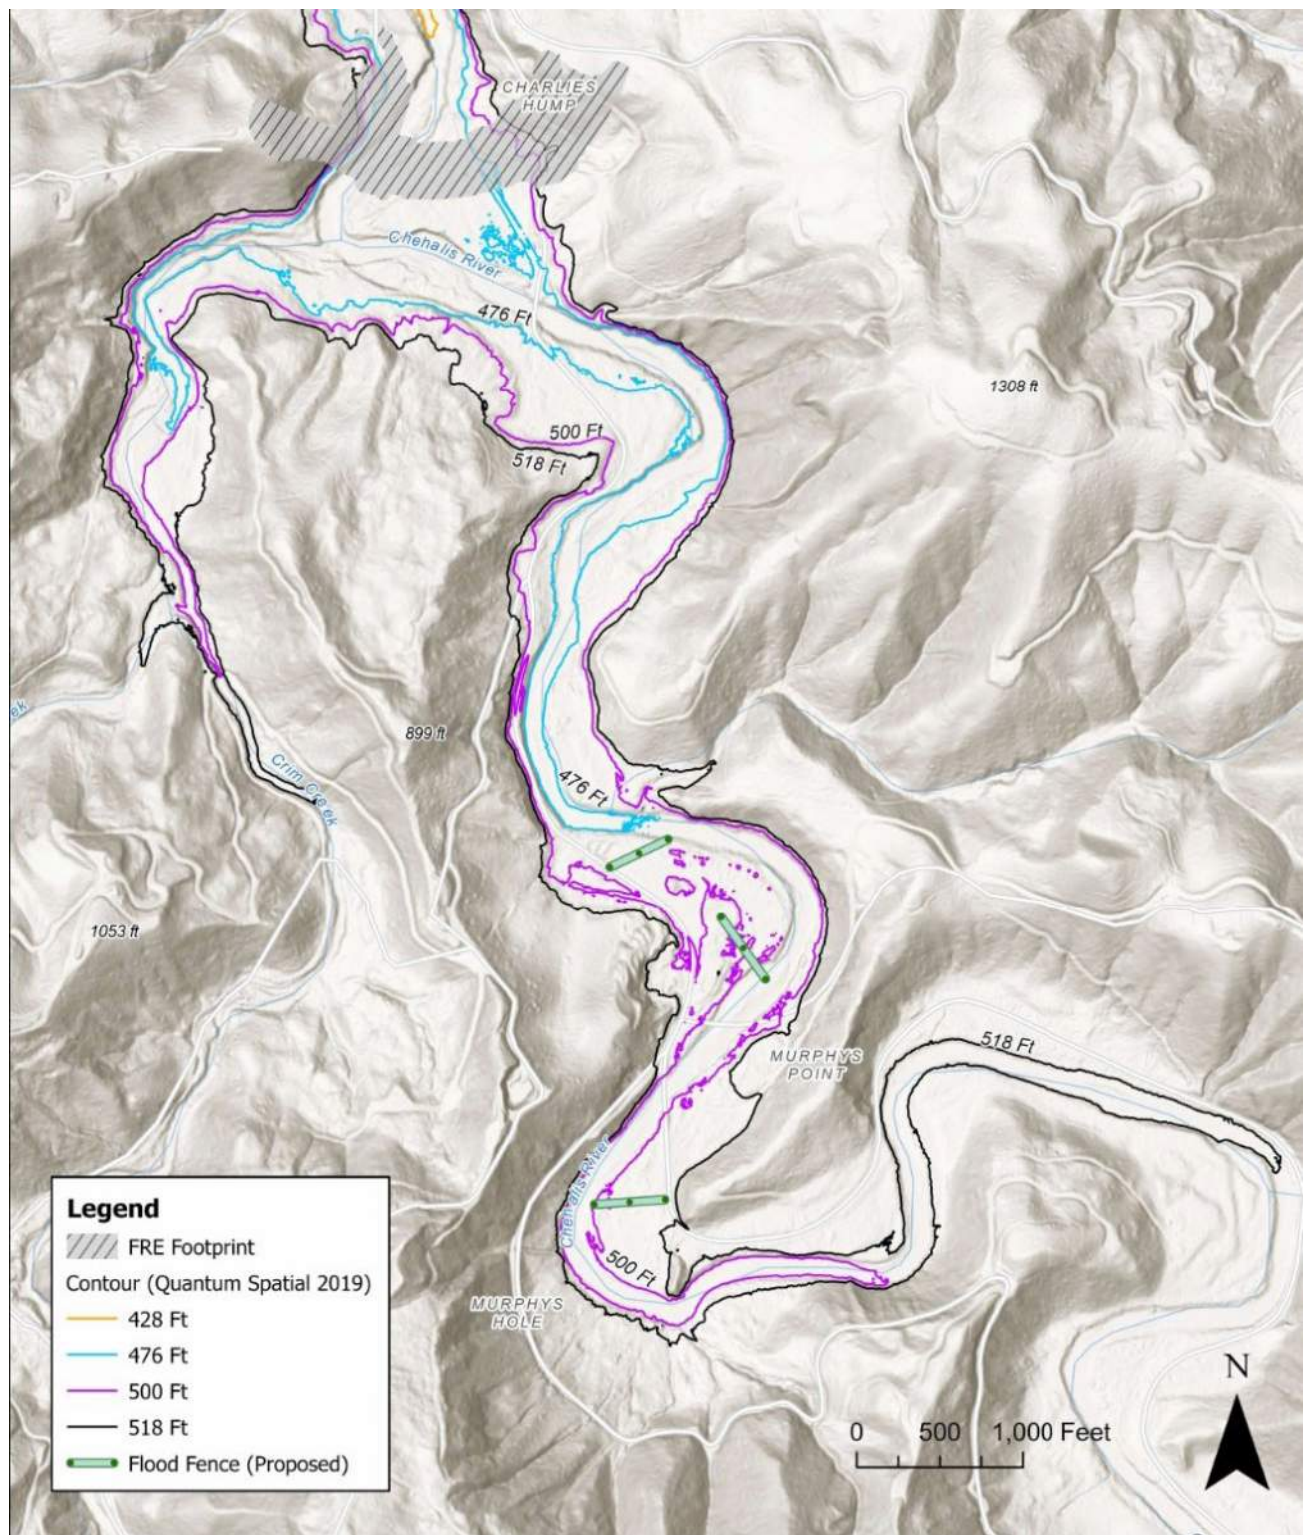 CHARLIES
HUMP
Chehalis River
476 Ft
1308 ft
500 Ft
518 Ft
ek
899 ft
Crim Creek
476 Ft
1053 ft
518 Ft
MURPHYS
POINT
Chehalis River
500 Ft
MURPHYS
HOLE
Legend
FRE Footprint
Contour (Quantum Spatial 2019)
428 Ft
476 Ft
500 Ft
518 Ft
Flood Fence (Proposed)
N
0 500 1,000 Feet